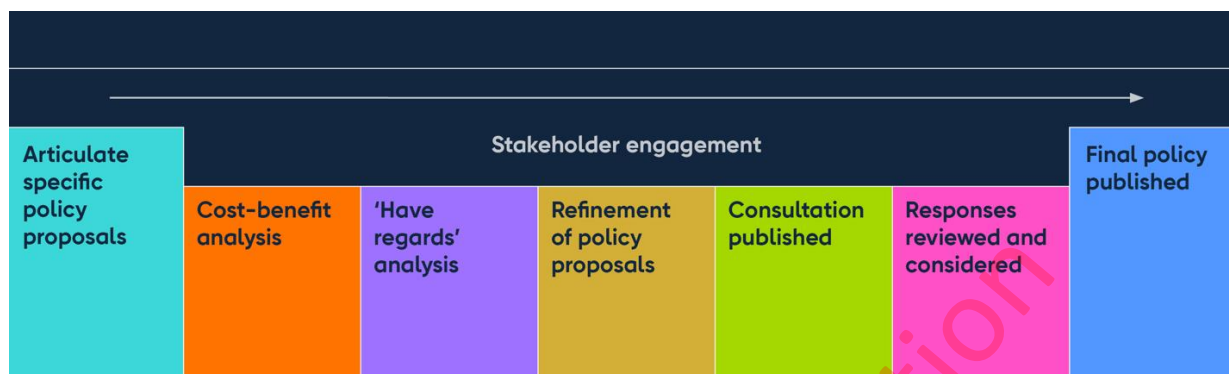 Stakeholder engagement
Articulate
specific
policy
proposals
Cost-benefit
analysis
‘Have
regards’
analysis
Refinement
of policy
proposals
Consultation
published
Responses
reviewed and
considered
Final policy
published
tion